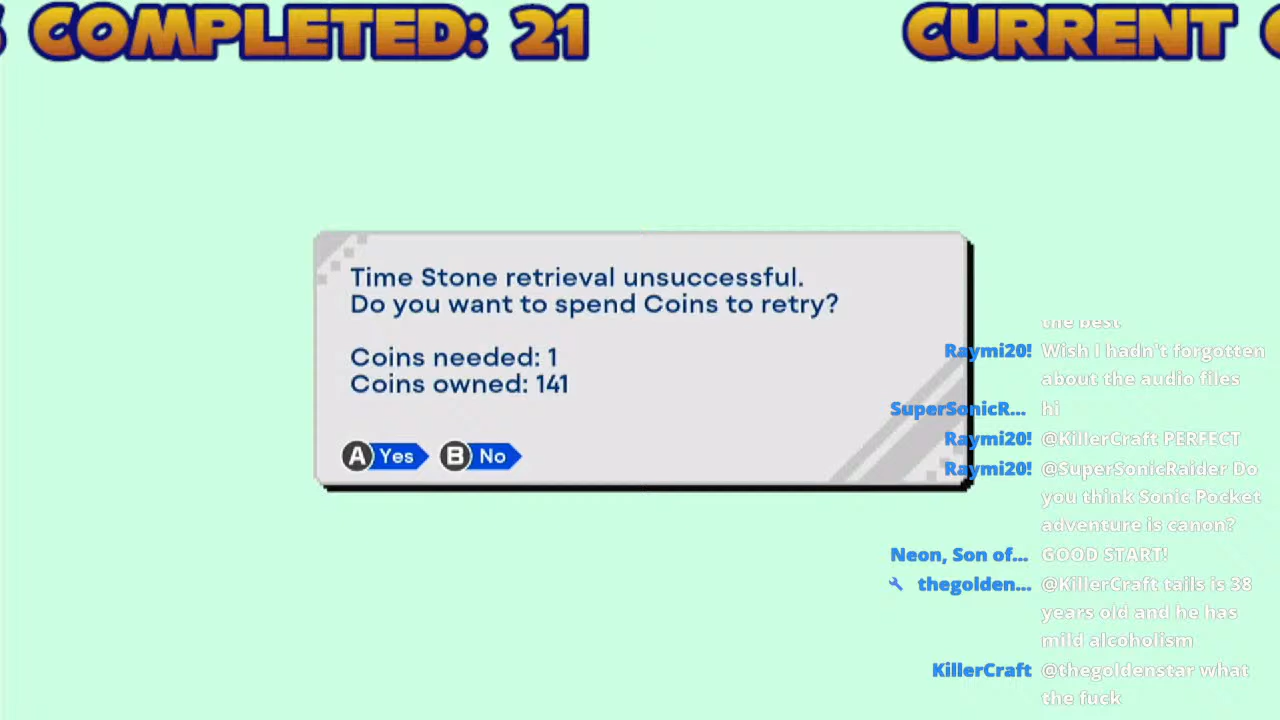 COMPLETED: 21
CURRENT
Time Stone retrieval unsuccessful.
Do you want to spend Coins to retry?
Coins needed: 1
Coins owned: 141
A Yes B No
the best
Raymi20! Wish I hadn't forgotten
about the audio files
SuperSonicR... hi
Raymi20! @KillerCraft PERFECT
Raymi20! @SuperSonicRaider Do
you think Sonic Pocket
adventure is canon?
Neon, Son of... GOOD START!
thegolden... @KillerCraft tails is 38
years old and he has
mild alcoholism
KillerCraft @thegoldenstar what
the fuck